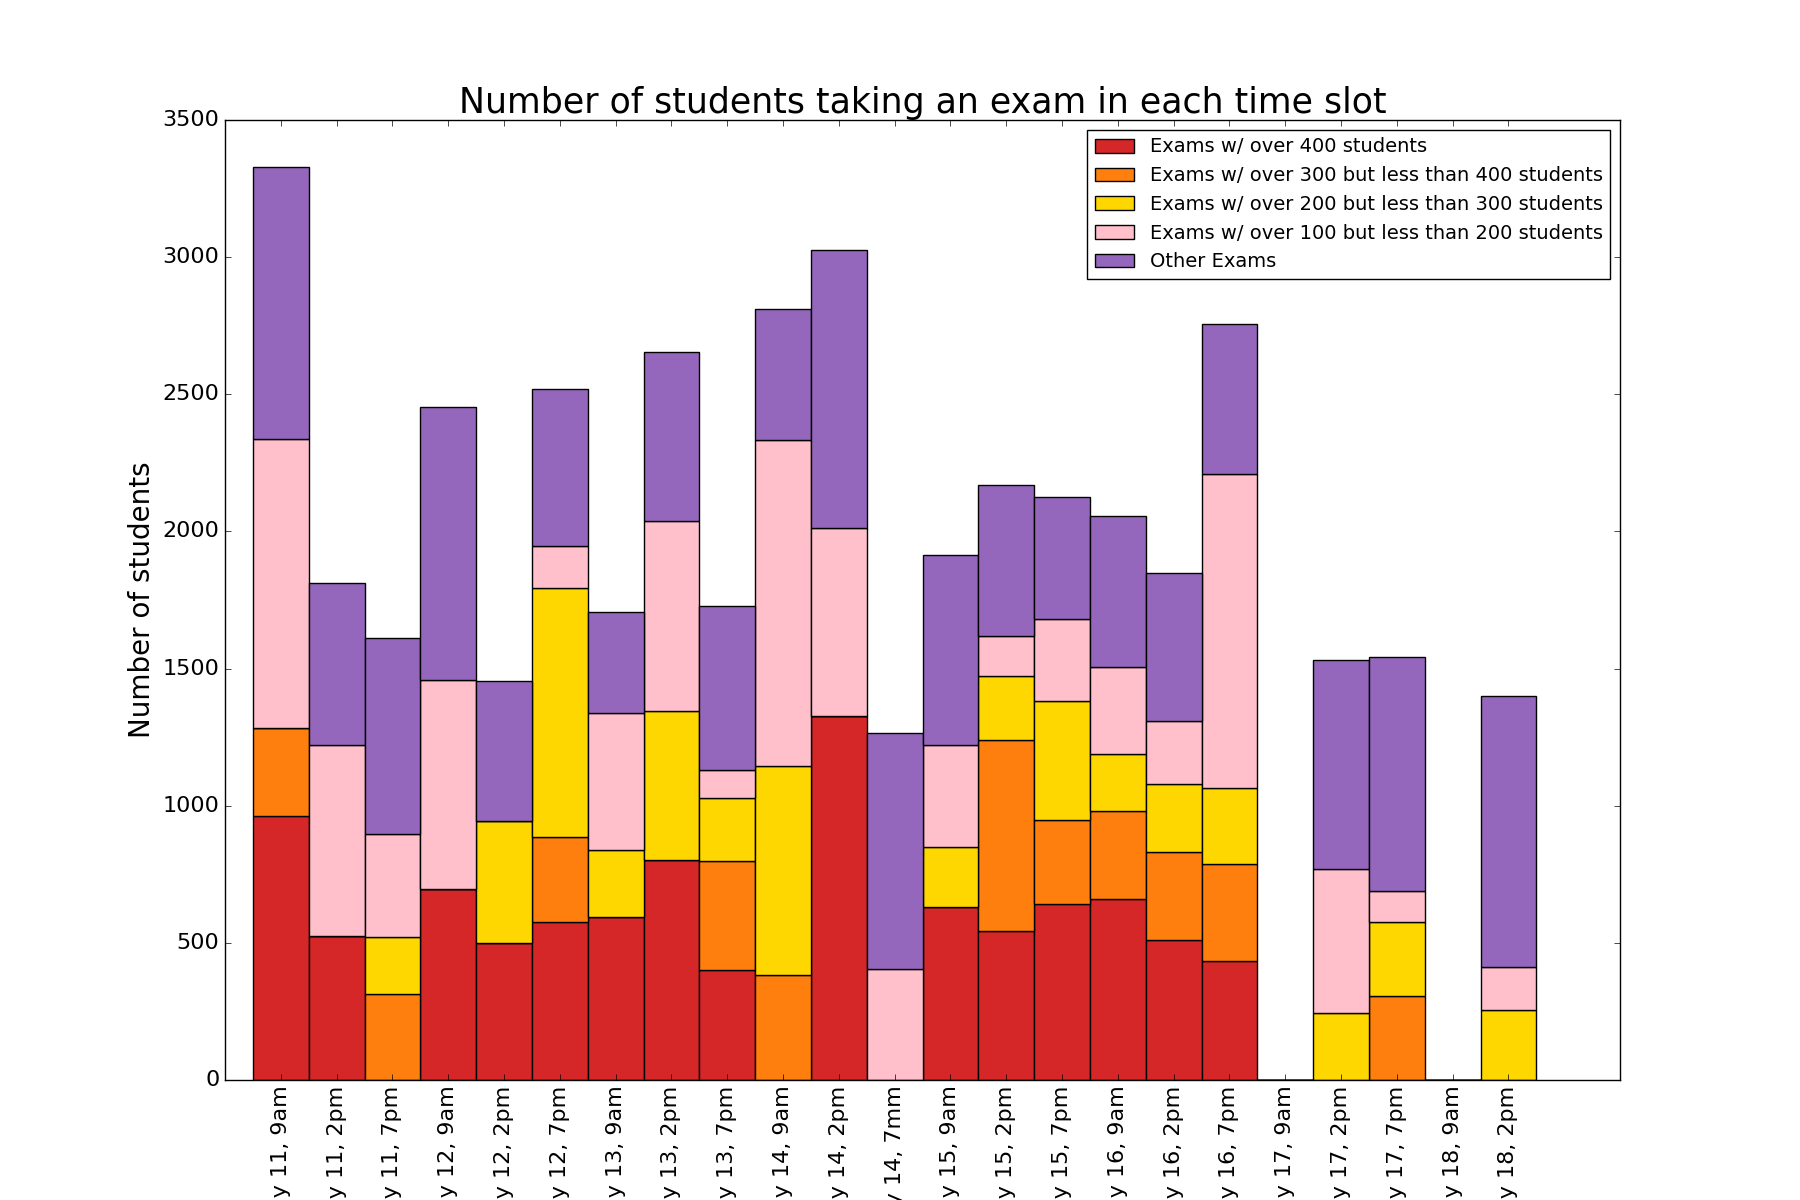 Number of students taking an exam in each time slot
3500
3000
2500
2000
1500
1000
500
0
Number of students
Exams w/ over 400 students
Exams w/ over 300 but less than 400 students
Exams w/ over 200 but less than 300 students
Exams w/ over 100 but less than 200 students
Other Exams
y 11, 9am
y 11, 2pm
y 11, 7pm
y 12, 9am
y 12, 2pm
y 12, 7pm
y 13, 9am
y 13, 2pm
y 13, 7pm
y 14, 9am
y 14, 2pm
y 14, 7mm
y 15, 9am
y 15, 2pm
y 15, 7pm
y 16, 9am
y 16, 2pm
y 16, 7pm
y 17, 9am
y 17, 2pm
y 17, 7pm
y 18, 9am
y 18, 2pm